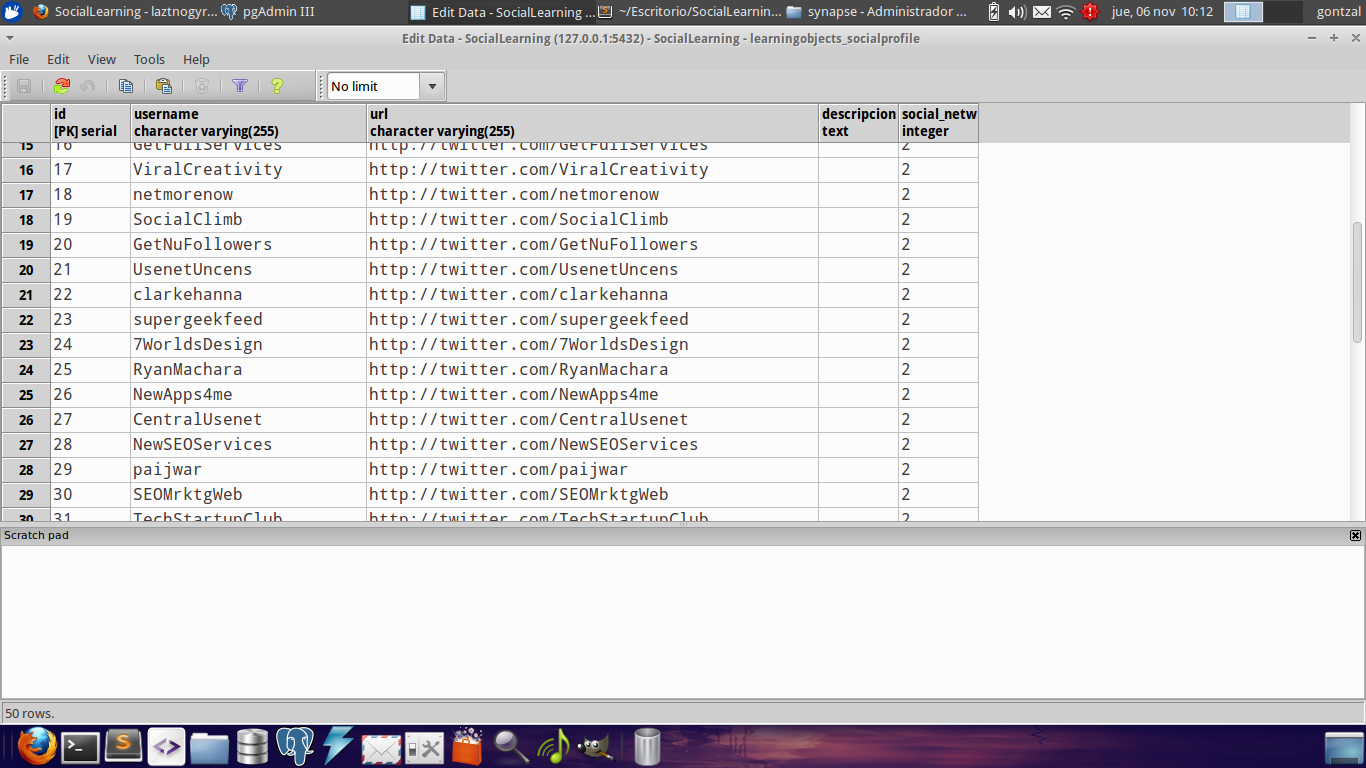 SocialLearning - laztnogyr... pgAdmin III Edit Data - SocialLearning ... ~/Escritorio/SocialLearnin... synapse - Administrador ... jue, 06 nov 10:12 gontzal
Edit Data - SocialLearning (127.0.0.1:5432) - SocialLearning - learningobjects_socialprofile
File Edit View Tools Help
No limit
id username url descripcion social_netw
[PK] serial character varying(255) character varying(255) text integer
15 16 GetFullServices http://twitter.com/GetFullServices 2
16 17 ViralCreativity http://twitter.com/ViralCreativity 2
17 18 netmorenow http://twitter.com/netmorenow 2
18 19 SocialClimb http://twitter.com/SocialClimb 2
19 20 GetNuFollowers http://twitter.com/GetNuFollowers 2
20 21 UsenetUncens http://twitter.com/UsenetUncens 2
21 22 clarkehanna http://twitter.com/clarkehanna 2
22 23 supergeekfeed http://twitter.com/supergeekfeed 2
23 24 7WorldsDesign http://twitter.com/7WorldsDesign 2
24 25 RyanMachara http://twitter.com/RyanMachara 2
25 26 NewApps4me http://twitter.com/NewApps4me 2
26 27 CentralUsenet http://twitter.com/CentralUsenet 2
27 28 NewSEOServices http://twitter.com/NewSEOServices 2
28 29 paijwar http://twitter.com/paijwar 2
29 30 SEOMrktgWeb http://twitter.com/SEOMrktgWeb 2
30 31 TechStartupClub http://twitter.com/TechStartupClub 2
Scratch pad
50 rows.